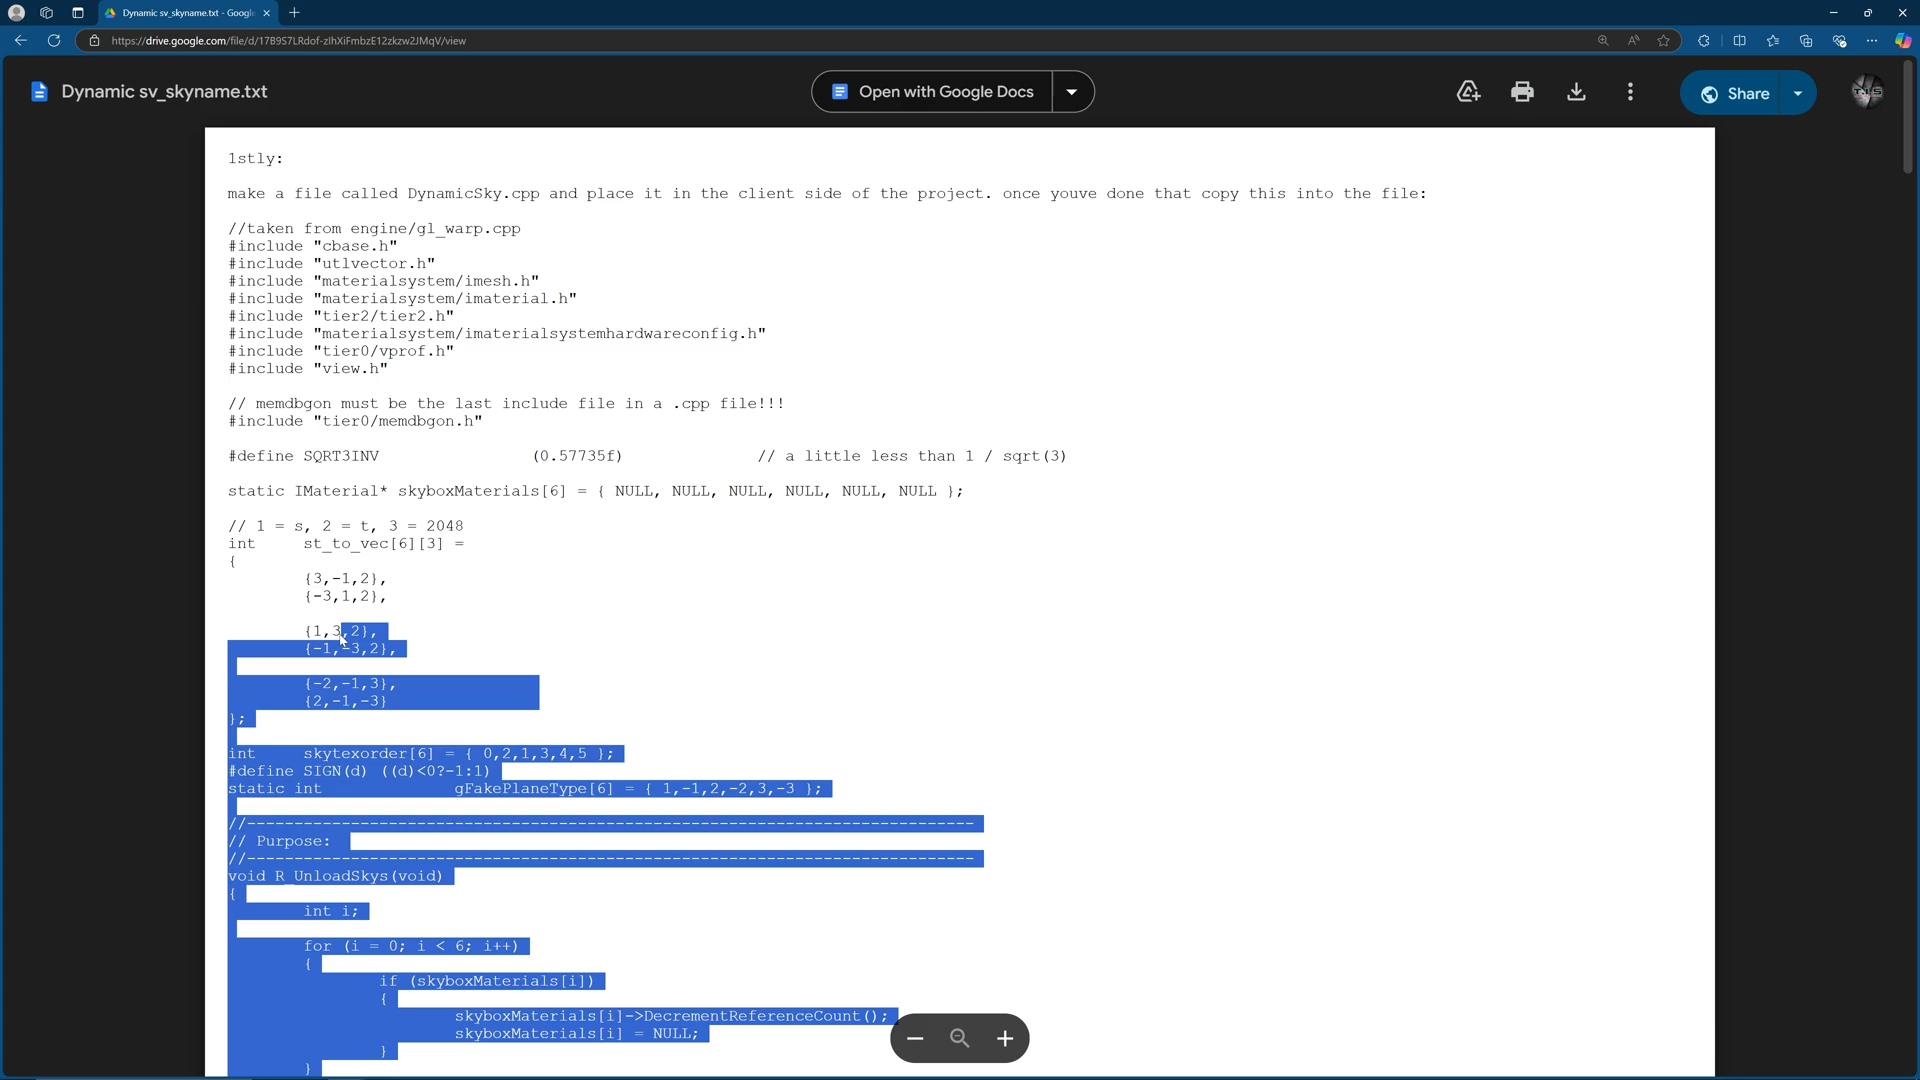 Dynamic sv_skyname.txt - Google
https://drive.google.com/file/d/17B9S7LRdof-zIhXiFmbzE12zkzw2JMqV/view
Dynamic sv_skyname.txt
Open with Google Docs
Share
1stly:
make a file called DynamicSky.cpp and place it in the client side of the project. once youve done that copy this into the file:
//taken from engine/gl_warp.cpp
#include "cbase.h"
#include "utlvector.h"
#include "materialsystem/imesh.h"
#include "materialsystem/imaterial.h"
#include "tier2/tier2.h"
#include "materialsystem/imaterialsystemhardwareconfig.h"
#include "tier0/vprof.h"
#include "view.h"
// memdbgon must be the last include file in a .cpp file!!!
#include "tier0/memdbgon.h"
#define SQRT3INV (0.57735f) // a little less than 1 / sqrt(3)
static IMaterial* skyboxMaterials[6] = { NULL, NULL, NULL, NULL, NULL, NULL };
// 1 = s, 2 = t, 3 = 2048
int st_to_vec[6][3] =
{
{3,-1,2},
{-3,1,2},
{1,3,2},
{-1,-3,2},
{-2,-1,3},
{2,-1,-3}
};
int skytexorder[6] = { 0,2,1,3,4,5 };
#define SIGN(d) ((d)<0?-1:1)
static int gFakePlaneType[6] = { 1,-1,2,-2,3,-3 };
//-----------------------------------------------------------------------------
// Purpose:
//-----------------------------------------------------------------------------
void R_UnloadSkys(void)
{
int i;
for (i = 0; i < 6; i++)
{
if (skyboxMaterials[i])
{
skyboxMaterials[i]->DecrementReferenceCount();
skyboxMaterials[i] = NULL;
}
}